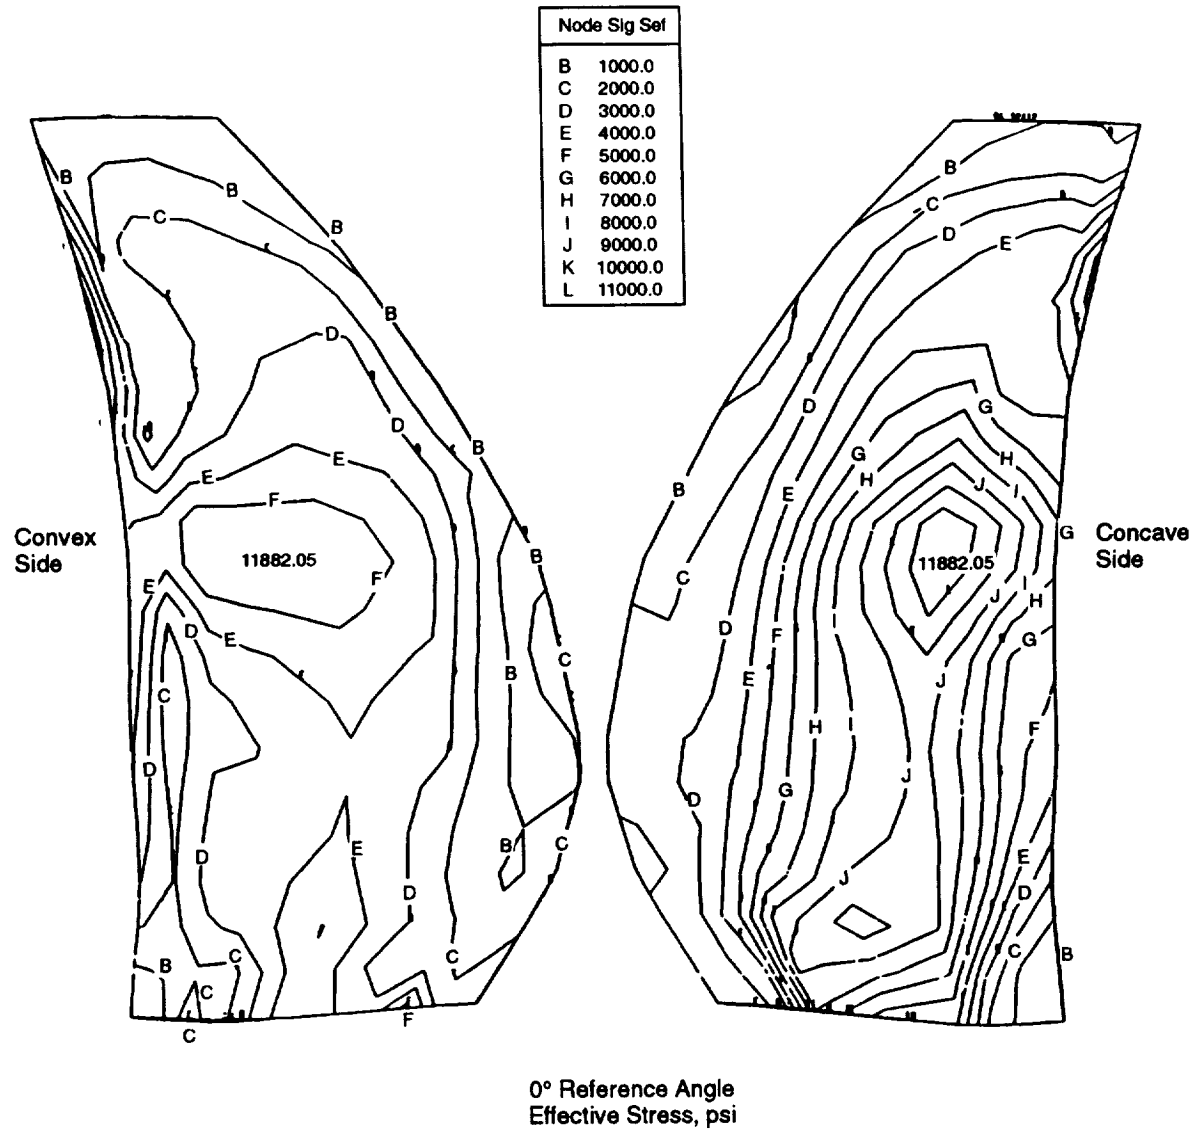 Node Sig Sef
B 1000.0
C 2000.0
D 3000.0
E 4000.0
F 5000.0
G 6000.0
H 7000.0
I 8000.0
J 9000.0
K 10000.0
L 11000.0
B
B
B
C
B
D
D
B
E
E
F
Convex
Side
11882.05
F
B
E
D
E
C
C
B
D
D
E
B
C
D
B
C
C
C
F
C
B
C
D
E
G
D
G
H
H
B
E
J
I
G
Concave
Side
11882.05
C
J
I
H
D
F
I
G
E
J
H
I
F
D
G
J
J
E
D
C
B
0° Reference Angle
Effective Stress, psi